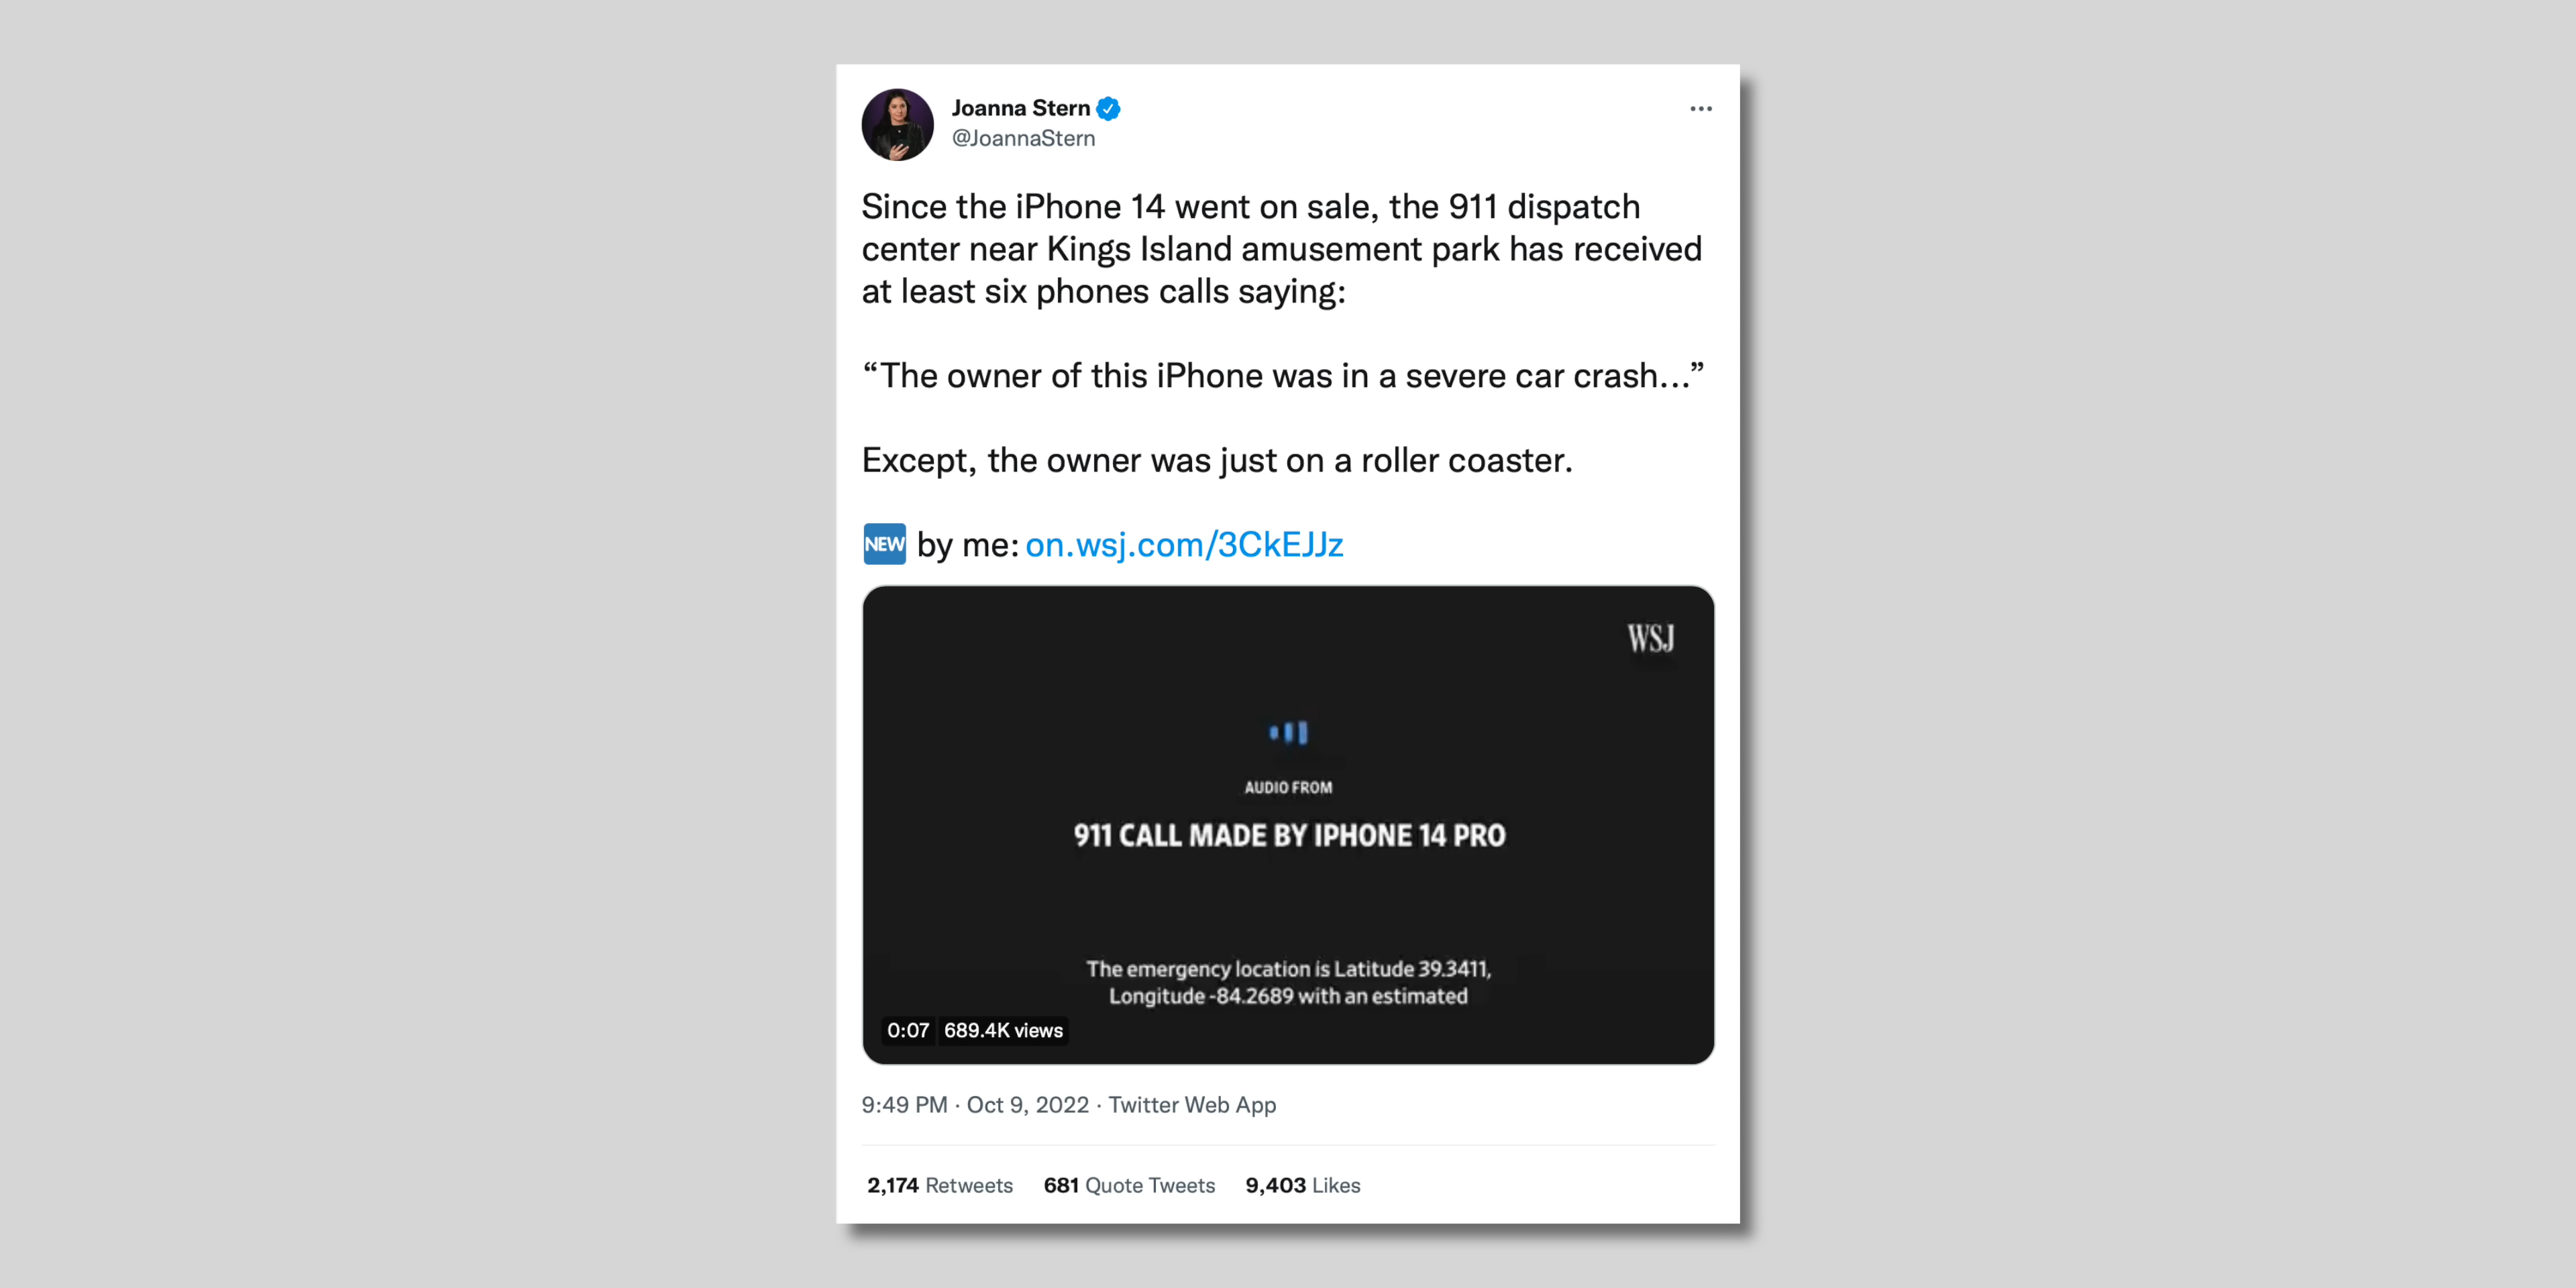 Joanna Stern
@JoannaStern
Since the iPhone 14 went on sale, the 911 dispatch
center near Kings Island amusement park has received
at least six phones calls saying:
“The owner of this iPhone was in a severe car crash...”
Except, the owner was just on a roller coaster.
🆕 by me: on.wsj.com/3CkEJJz
WSJ
AUDIO FROM
911 CALL MADE BY IPHONE 14 PRO
The emergency location is Latitude 39.3411,
Longitude -84.2689 with an estimated
0:07 689.4K views
9:49 PM · Oct 9, 2022 · Twitter Web App
2,174 Retweets 681 Quote Tweets 9,403 Likes